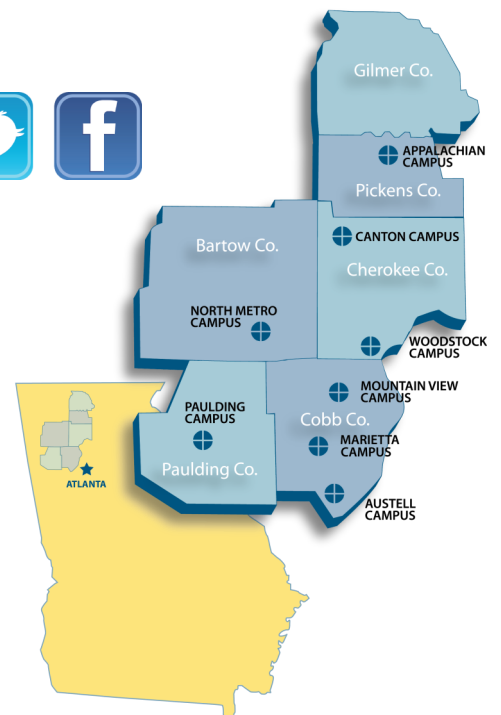 Gilmer Co.
f
APPALACHIAN
CAMPUS
Pickens Co.
CANTON CAMPUS
Bartow Co.
Cherokee Co.
NORTH METRO
CAMPUS
WOODSTOCK
CAMPUS
MOUNTAIN VIEW
CAMPUS
PAULDING
CAMPUS
Cobb Co.
MARIETTA
CAMPUS
Paulding Co.
ATLANTA
AUSTELL
CAMPUS